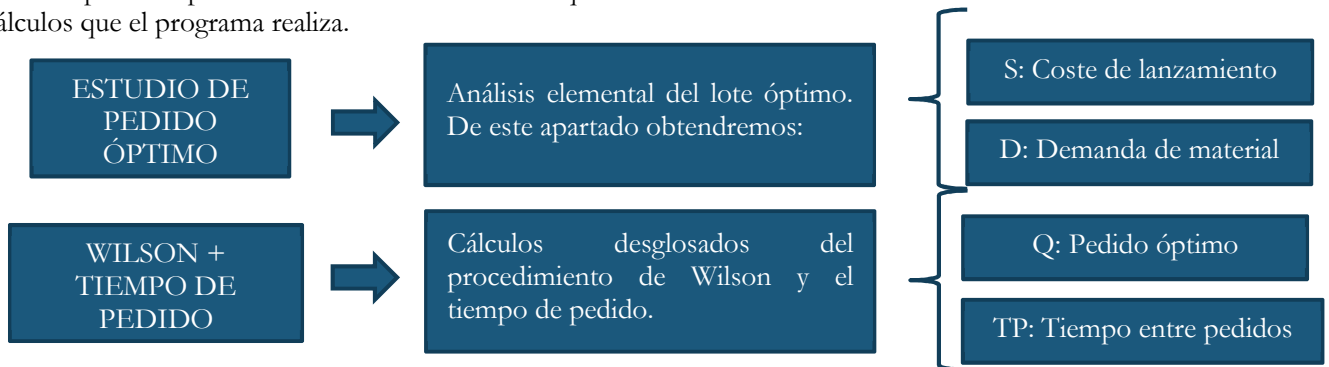 álculos que el programa realiza.
ESTUDIO DE
PEDIDO
ÓPTIMO
Análisis elemental del lote óptimo.
De este apartado obtendremos:
S: Coste de lanzamiento
D: Demanda de material
WILSON +
TIEMPO DE
PEDIDO
Cálculos desglosados del
procedimiento de Wilson y el
tiempo de pedido.
Q: Pedido óptimo
TP: Tiempo entre pedidos